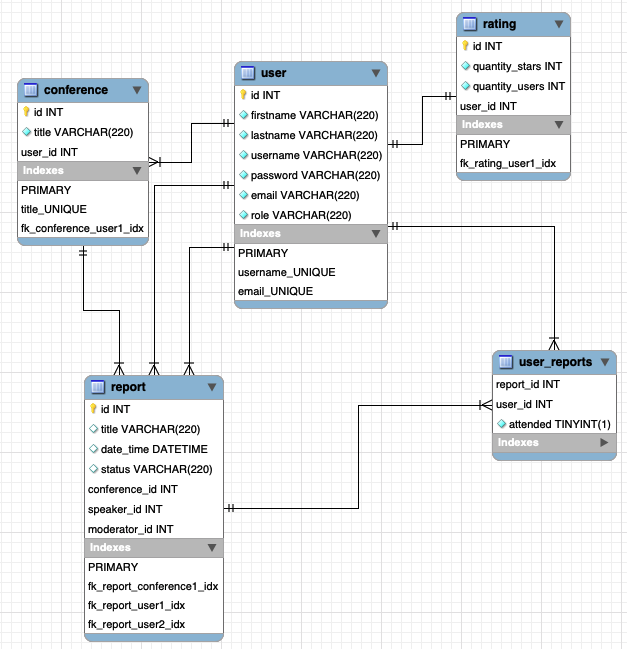 rating
id INT
quantity_stars INT
quantity_users INT
user_id INT
Indexes
PRIMARY
fk_rating_user1_idx
user
id INT
firstname VARCHAR(220)
lastname VARCHAR(220)
username VARCHAR(220)
password VARCHAR(220)
email VARCHAR(220)
role VARCHAR(220)
Indexes
PRIMARY
username_UNIQUE
email_UNIQUE
conference
id INT
title VARCHAR(220)
user_id INT
Indexes
PRIMARY
title_UNIQUE
fk_conference_user1_idx
user_reports
report_id INT
user_id INT
attended TINYINT(1)
Indexes
report
id INT
title VARCHAR(220)
date_time DATETIME
status VARCHAR(220)
conference_id INT
speaker_id INT
moderator_id INT
Indexes
PRIMARY
fk_report_conference1_idx
fk_report_user1_idx
fk_report_user2_idx